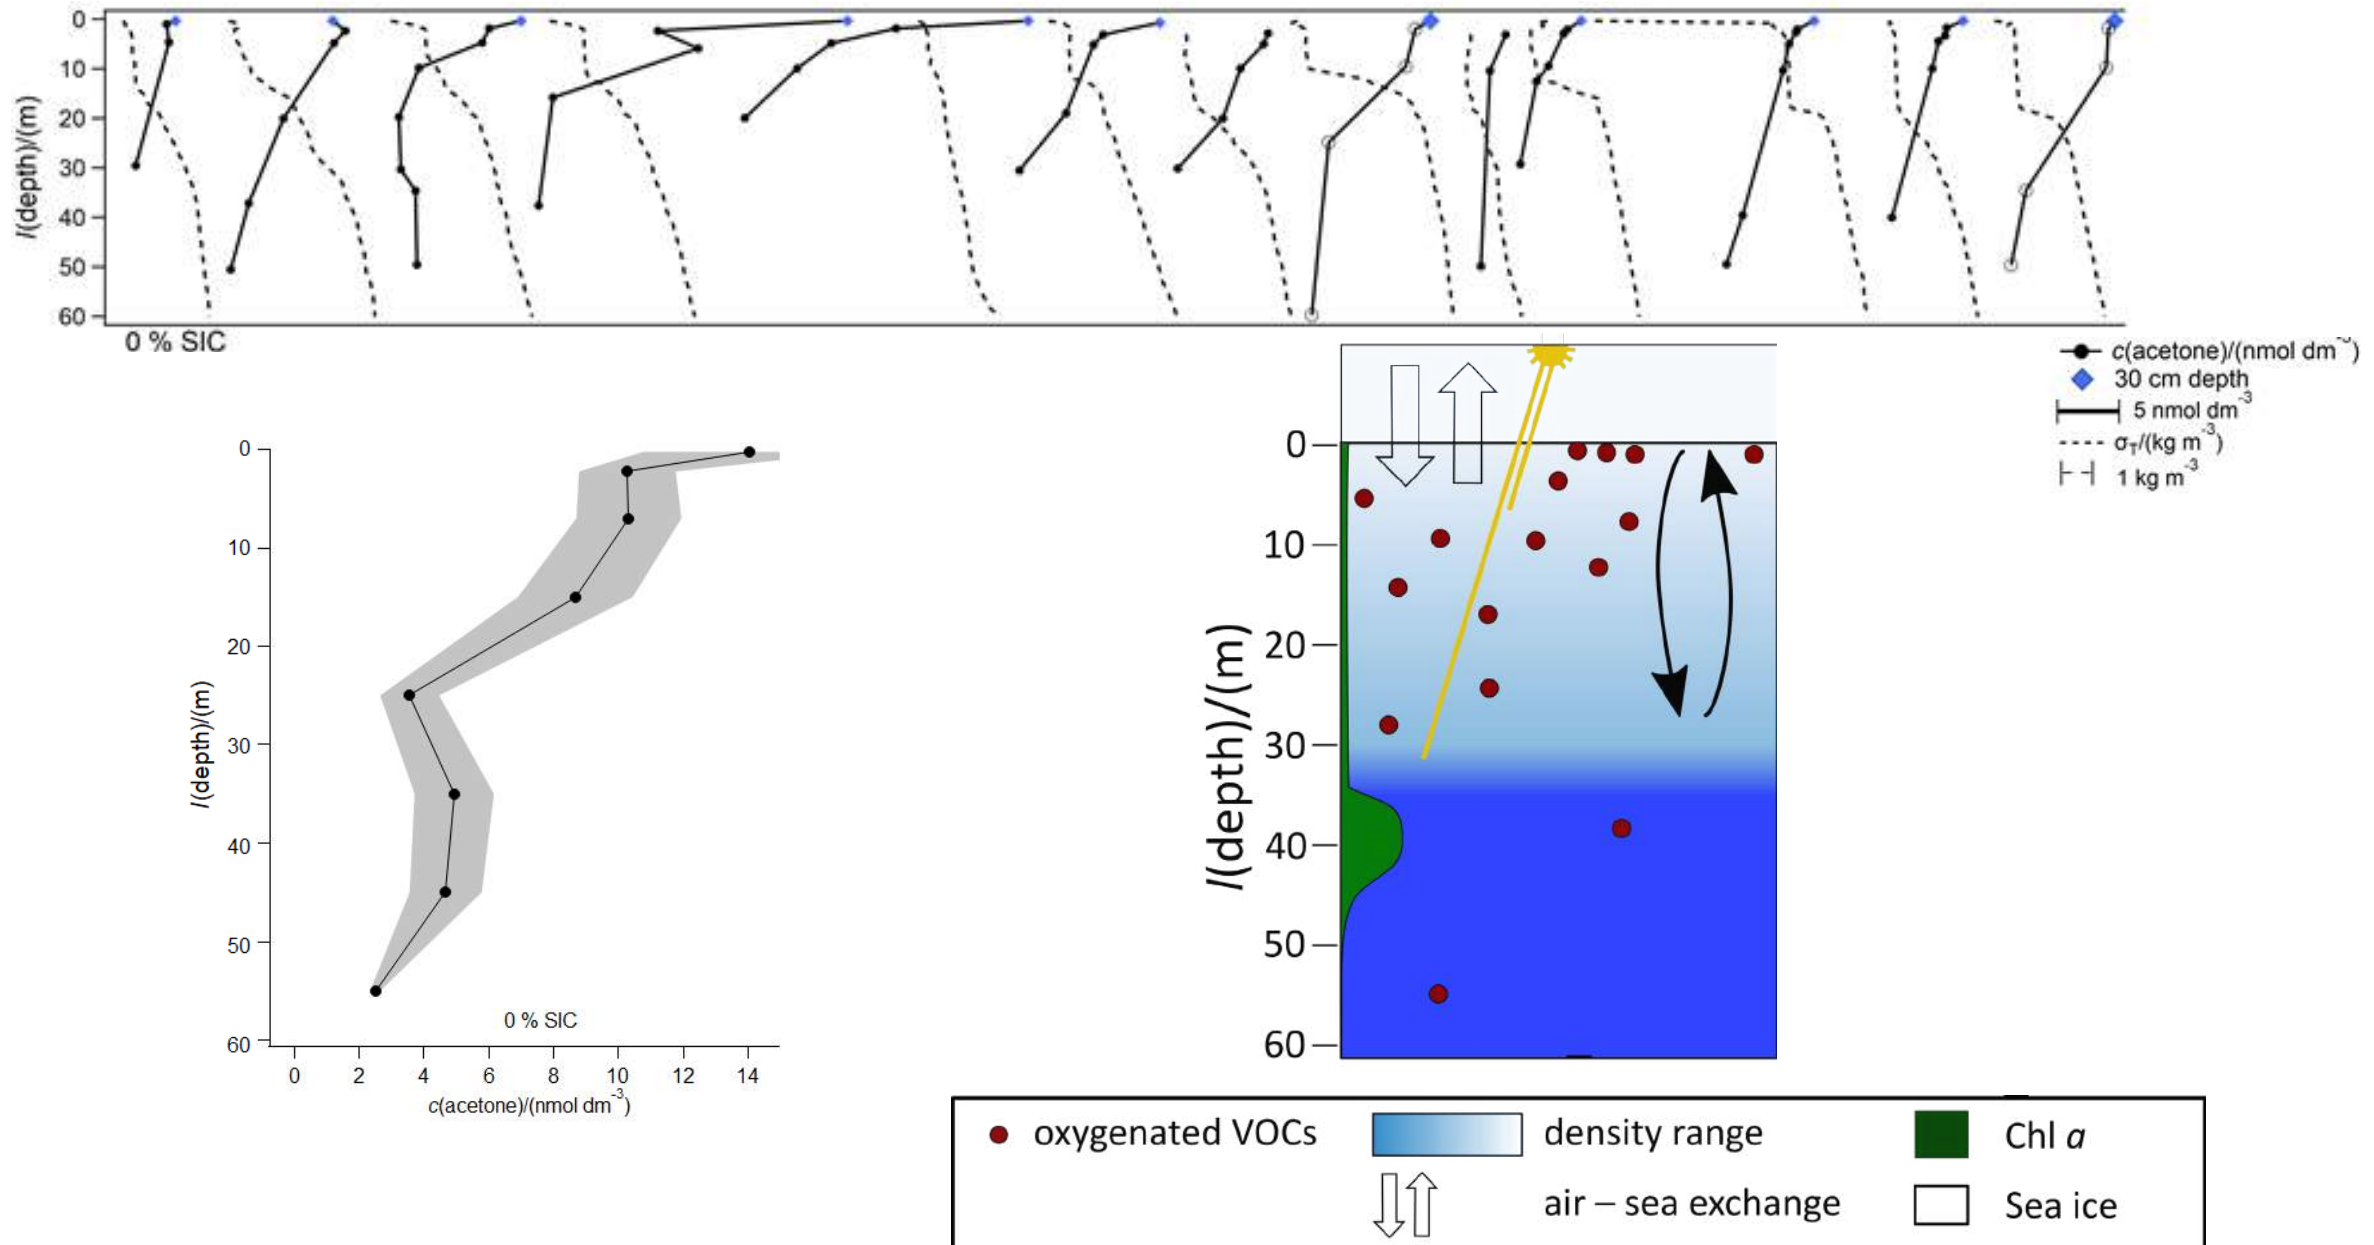 0
10
20
30
40
50
60
l(depth)/(m)
0 % SIC
c(acetone)/(nmol dm⁻³)
30 cm depth
5 nmol dm⁻³
σT/(kg m⁻³)
1 kg m⁻³
0
10
20
30
40
50
60
l(depth)/(m)
0 % SIC
0 2 4 6 8 10 12 14
c(acetone)/(nmol dm⁻³)
0
10
20
30
40
50
60
l(depth)/(m)
oxygenated VOCs
density range
Chl a
air – sea exchange
Sea ice